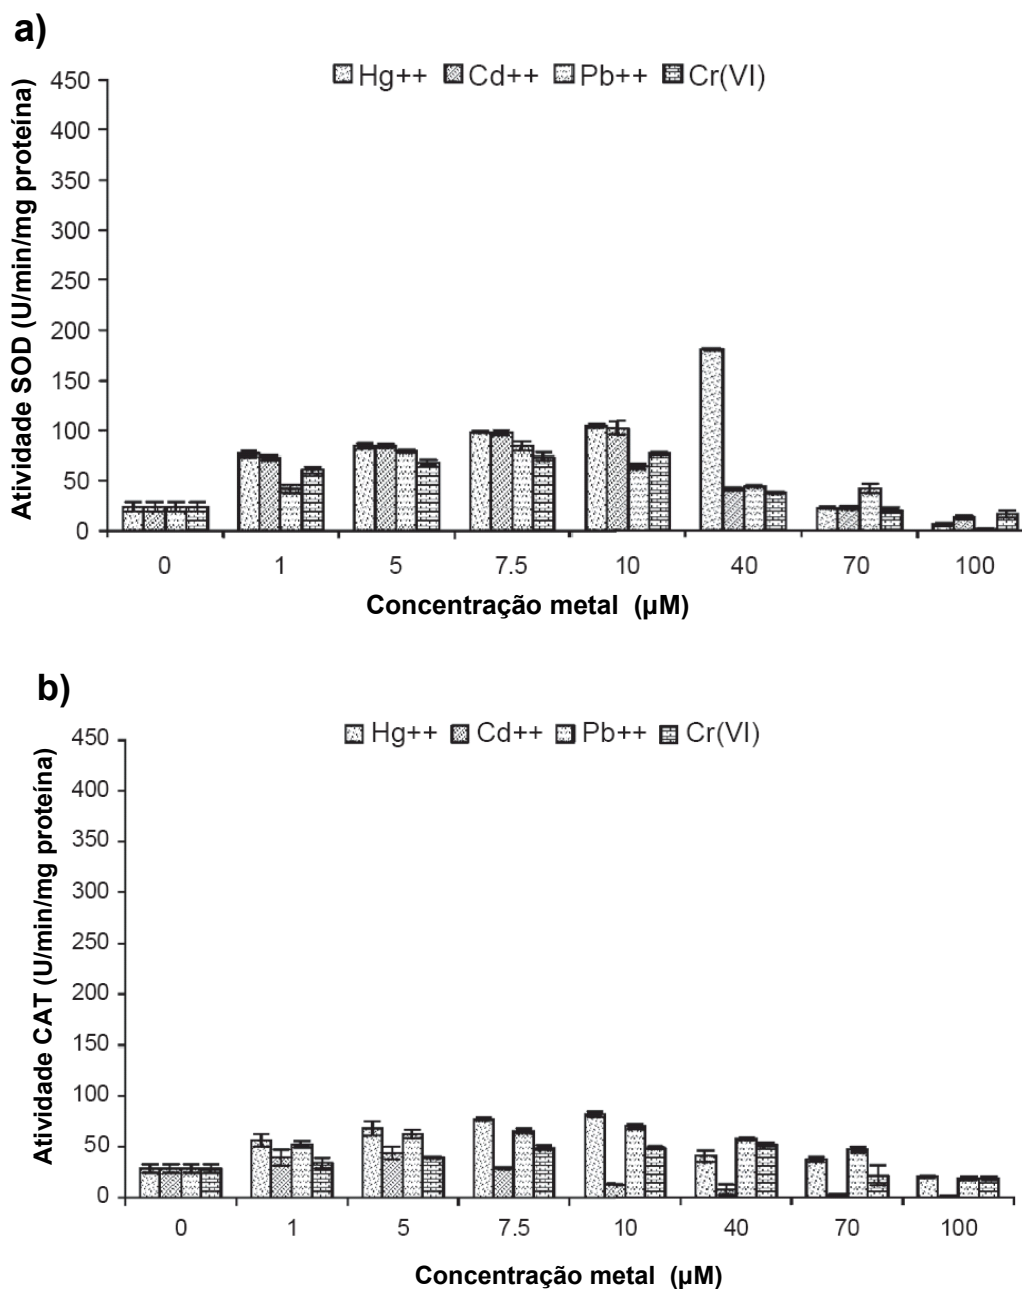 a)
Hg++ Cd++ Pb++ Cr(VI)
Atividade SOD (U/min/mg proteína)
450
400
350
300
250
200
150
100
50
0
0 1 5 7.5 10 40 70 100
Concentração metal (µM)
b)
Hg++ Cd++ Pb++ Cr(VI)
Atividade CAT (U/min/mg proteína)
450
400
350
300
250
200
150
100
50
0
0 1 5 7.5 10 40 70 100
Concentração metal (µM)